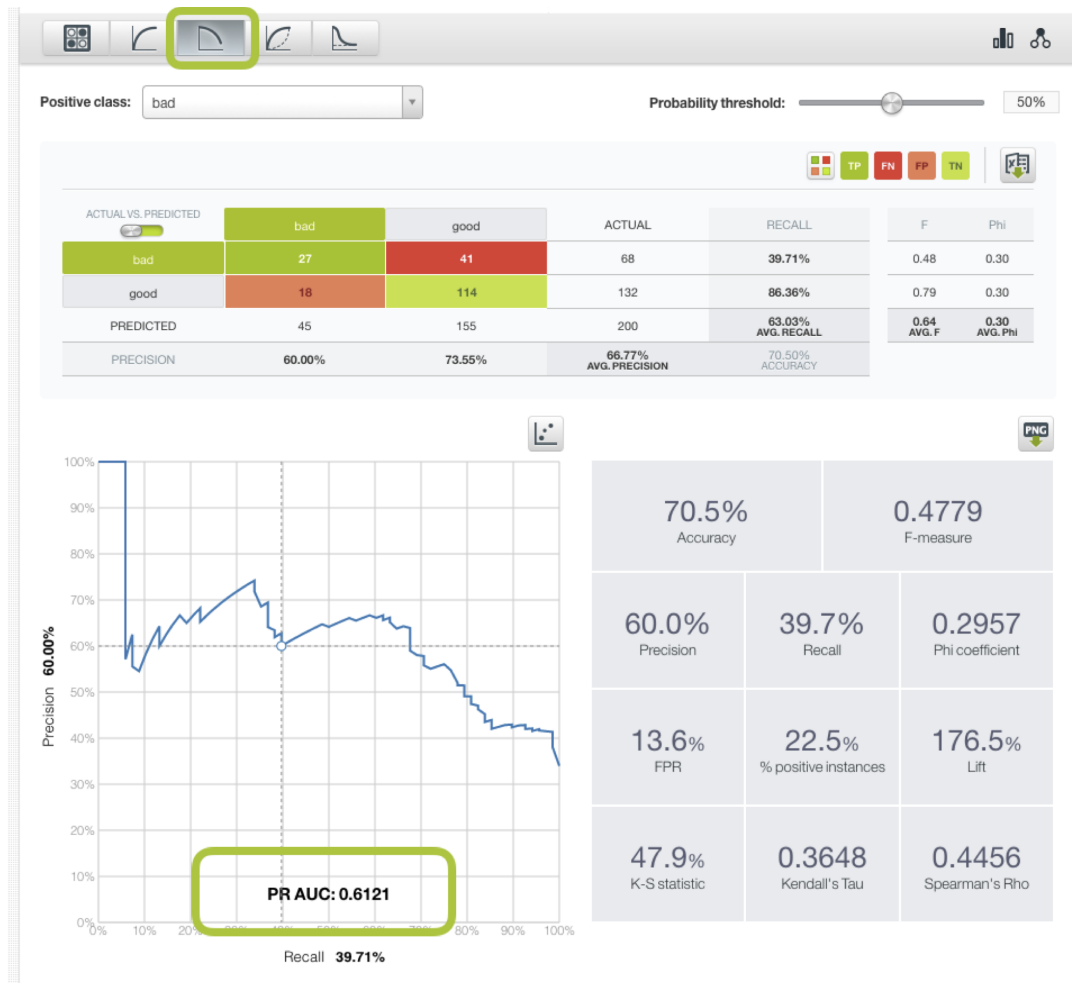 Positive class: bad
Probability threshold: 50%
TP FN FP TN
ACTUAL VS. PREDICTED bad good ACTUAL RECALL F Phi
bad 27 41 68 39.71% 0.48 0.30
good 18 114 132 86.36% 0.79 0.30
PREDICTED 45 155 200 63.03% 0.64 0.30
AVG. RECALL AVG. F AVG. Phi
PRECISION 60.00% 73.55% 66.77% 70.50%
AVG. PRECISION ACCURACY
PNG
100%
90%
80%
70%
60%
50%
40%
30%
20%
10%
0%
Precision 60.00%
PR AUC: 0.6121
0% 10% 20% 30% 40% 50% 60% 70% 80% 90% 100%
Recall 39.71%
70.5% 0.4779
Accuracy F-measure
60.0% 39.7% 0.2957
Precision Recall Phi coefficient
13.6% 22.5% 176.5%
FPR % positive instances Lift
47.9% 0.3648 0.4456
K-S statistic Kendall's Tau Spearman's Rho